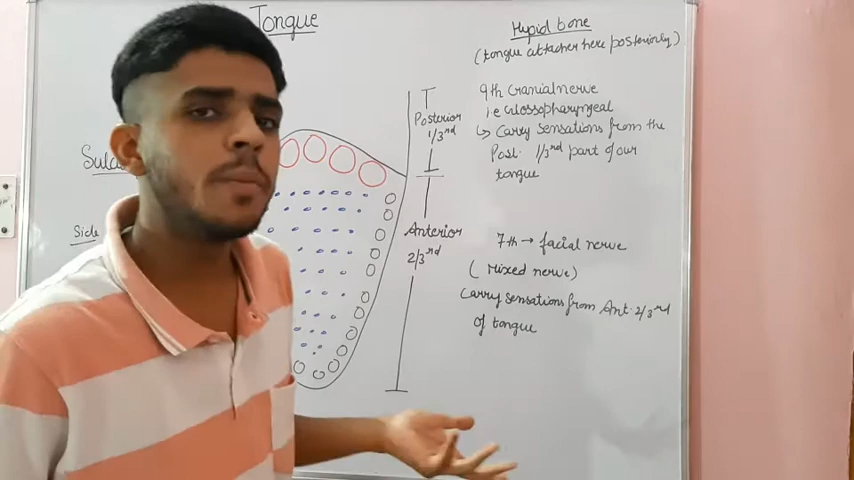 Tongue
Hyoid bone
(tongue attaches here posteriorly)
9th Cranial nerve
i.e Glossopharyngeal
↳ Carry sensations from the
Post. 1/3rd part of our
tongue
Posterior
1/3rd
Side
Anterior
2/3rd
7th → facial nerve
(Mixed nerve)
Carry sensations from Ant. 2/3rd
of tongue